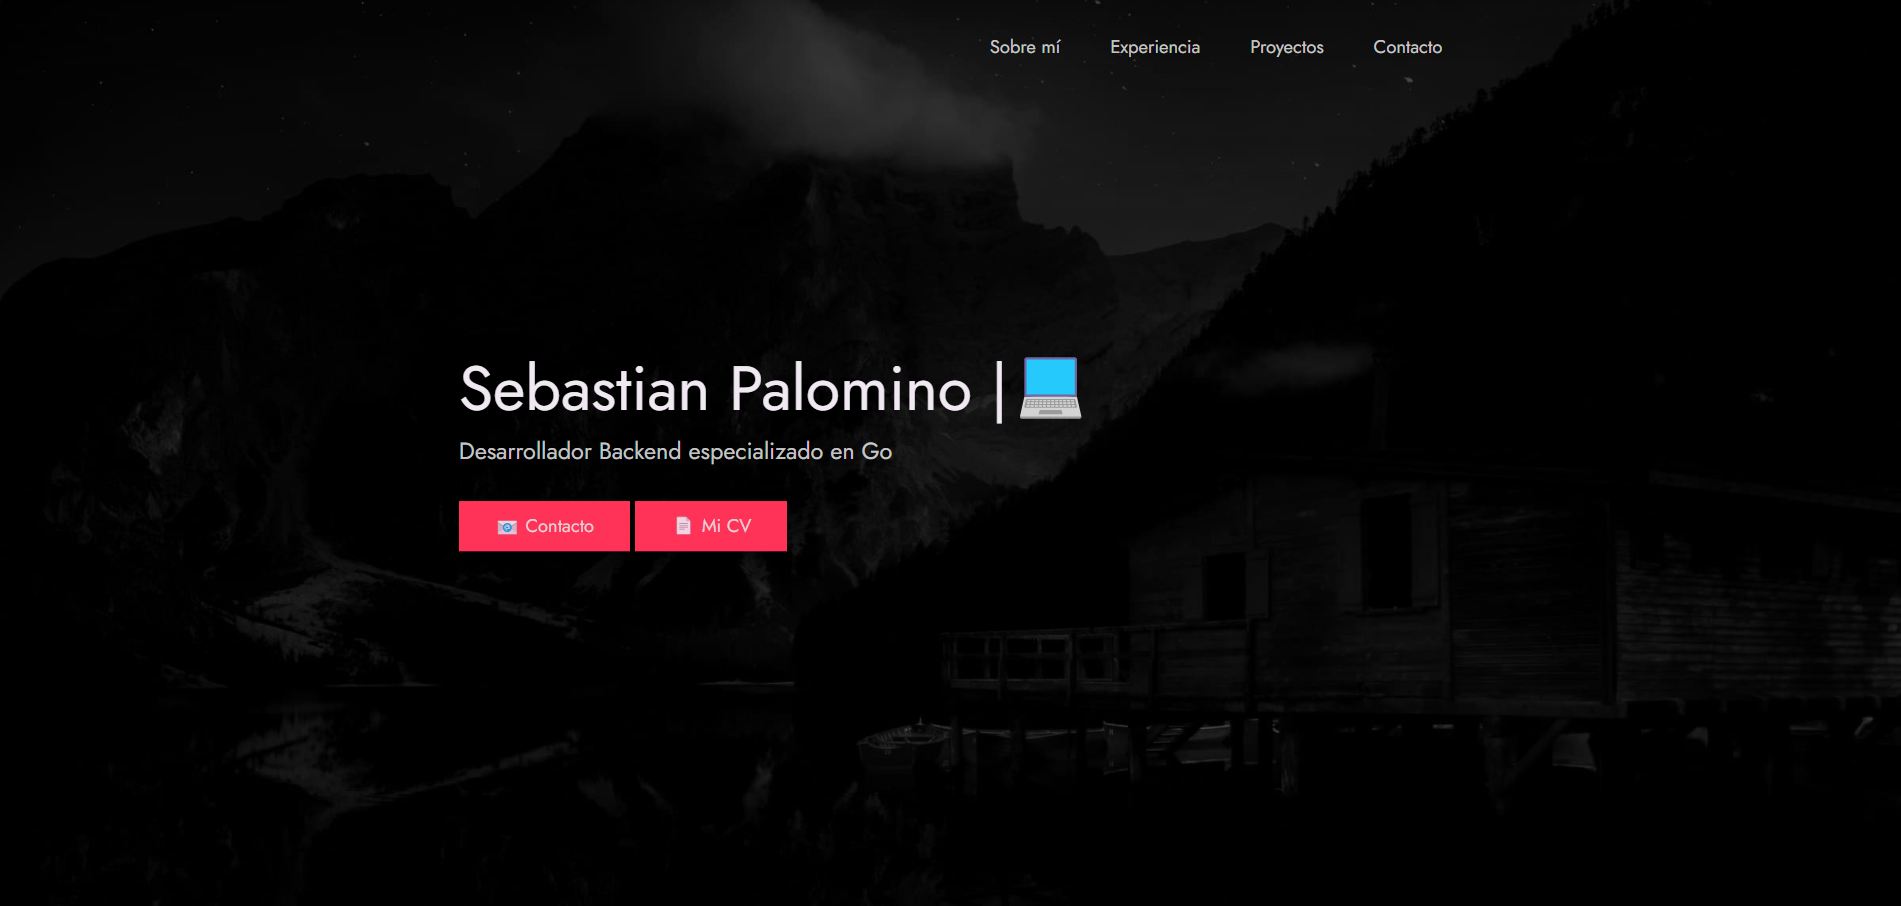 Sobre mí Experiencia Proyectos Contacto
Sebastian Palomino |
Desarrollador Backend especializado en Go
Contacto Mi CV